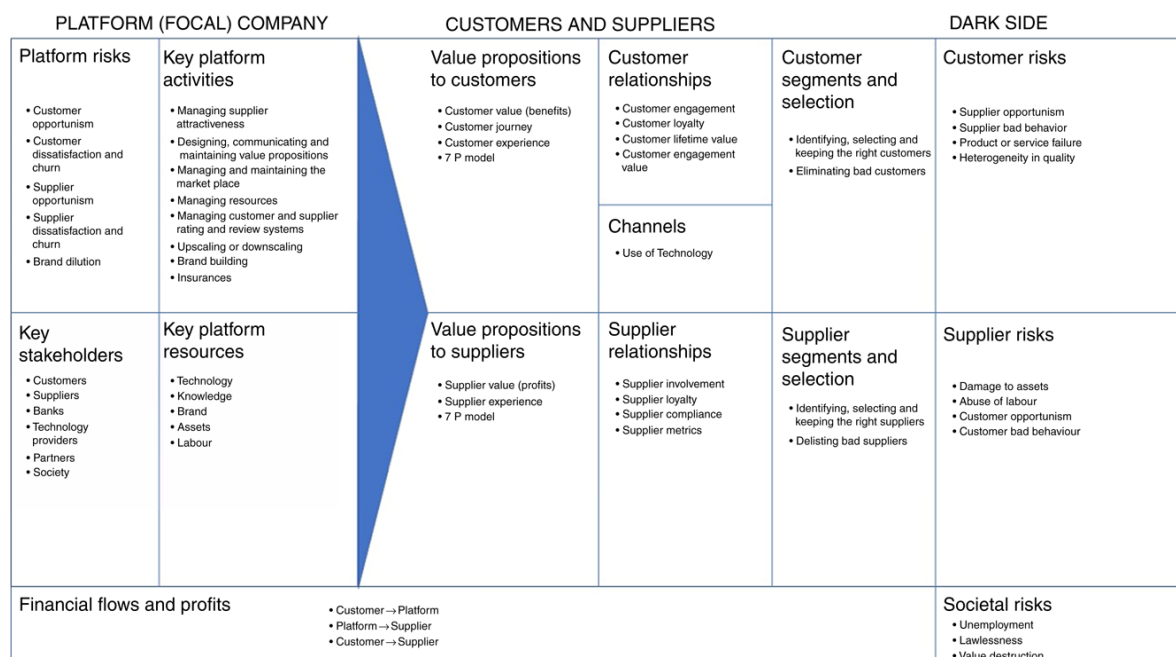 PLATFORM (FOCAL) COMPANY
CUSTOMERS AND SUPPLIERS
DARK SIDE
Platform risks
• Customer
opportunism
• Customer
dissatisfaction and
churn
• Supplier
opportunism
• Supplier
dissatisfaction and
churn
• Brand dilution
Key platform
activities
• Managing supplier
attractiveness
• Designing, communicating and
maintaining value propositions
• Managing and maintaining the
market place
• Managing resources
• Managing customer and supplier
rating and review systems
• Upscaling or downscaling
• Brand building
• Insurances
Value propositions
to customers
• Customer value (benefits)
• Customer journey
• Customer experience
• 7 P model
Customer
relationships
• Customer engagement
• Customer loyalty
• Customer lifetime value
• Customer engagement
value
Channels
• Use of Technology
Customer
segments and
selection
• Identifying, selecting and
keeping the right customers
• Eliminating bad customers
Customer risks
• Supplier opportunism
• Supplier bad behavior
• Product or service failure
• Heterogeneity in quality
Key
stakeholders
• Customers
• Suppliers
• Banks
• Technology
providers
• Partners
• Society
Key platform
resources
• Technology
• Knowledge
• Brand
• Assets
• Labour
Value propositions
to suppliers
• Supplier value (profits)
• Supplier experience
• 7 P model
Supplier
relationships
• Supplier involvement
• Supplier loyalty
• Supplier compliance
• Supplier metrics
Supplier
segments and
selection
• Identifying, selecting and
keeping the right suppliers
• Delisting bad suppliers
Supplier risks
• Damage to assets
• Abuse of labour
• Customer opportunism
• Customer bad behaviour
Financial flows and profits
• Customer→Platform
• Platform→Supplier
• Customer→Supplier
Societal risks
• Unemployment
• Lawlessness
• Value destruction